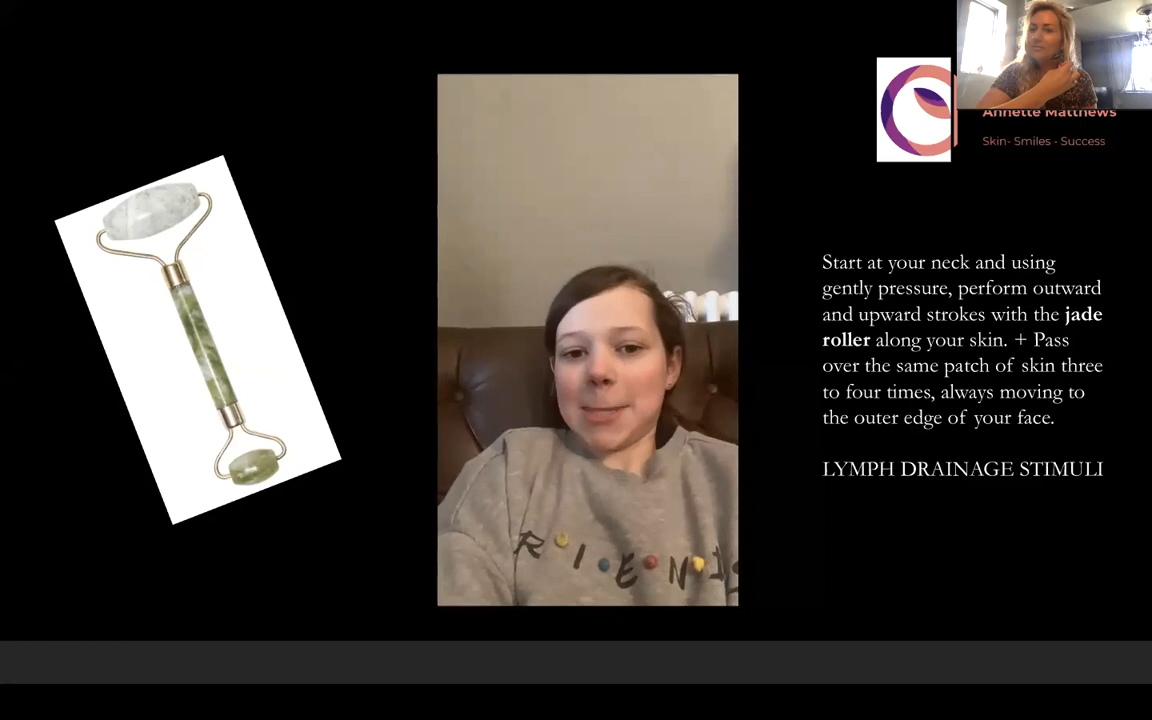 Annette Matthews
Skin- Smiles - Success
Start at your neck and using
gently pressure, perform outward
and upward strokes with the jade
roller along your skin. + Pass
over the same patch of skin three
to four times, always moving to
the outer edge of your face.
LYMPH DRAINAGE STIMULI
R•I•E•N•D